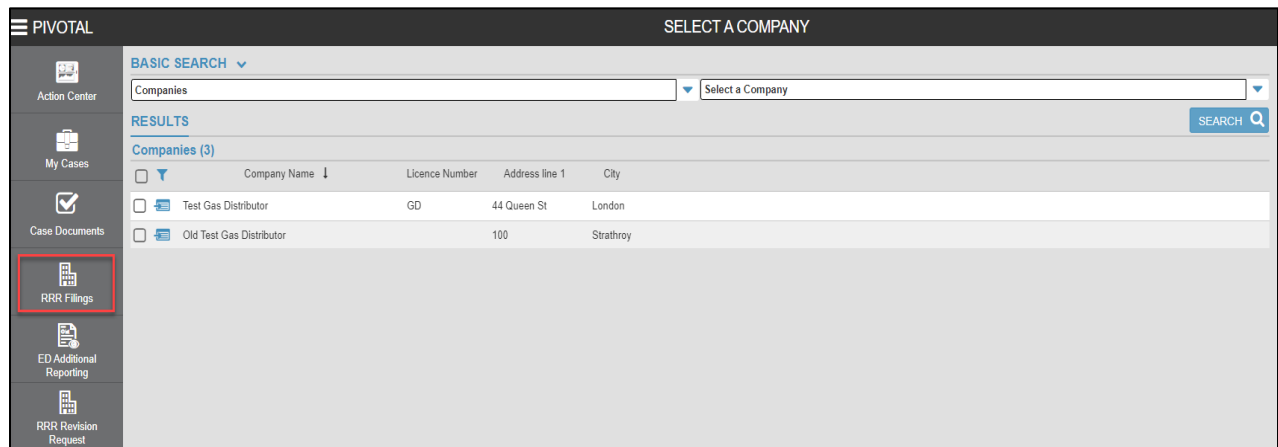 PIVOTAL
SELECT A COMPANY
Action Center
My Cases
Case Documents
RRR Filings
ED Additional
Reporting
RRR Revision
Request
BASIC SEARCH
Companies
Select a Company
RESULTS
SEARCH
Companies (3)
Company Name Licence Number Address line 1 City
Test Gas Distributor GD 44 Queen St London
Old Test Gas Distributor 100 Strathroy